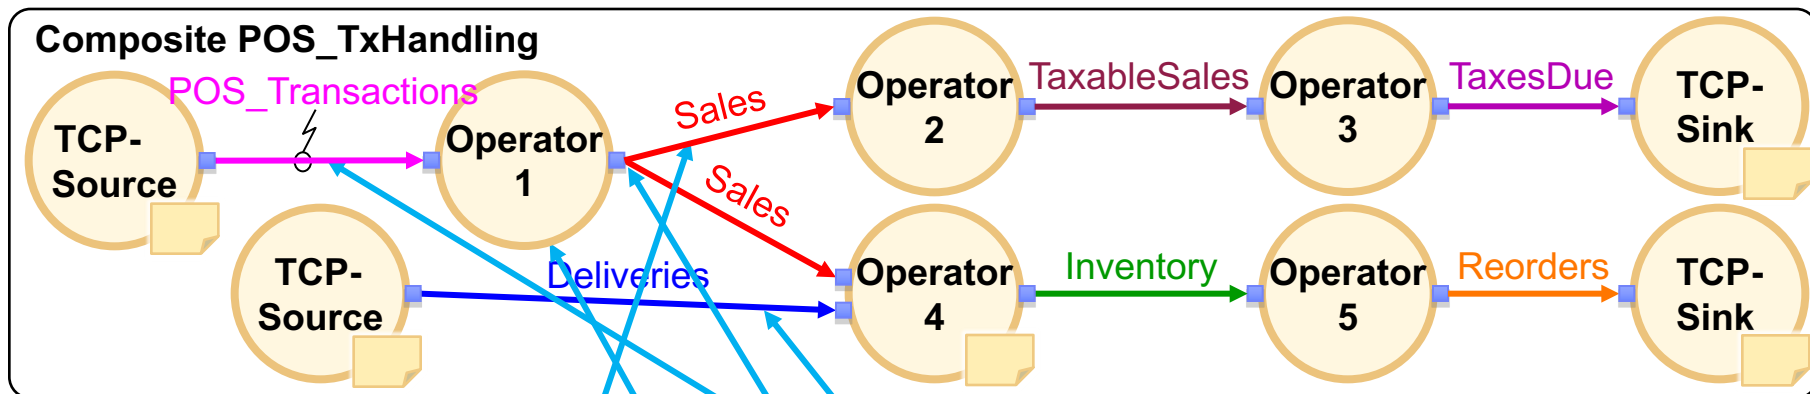 Composite POS_TxHandling
POS_Transactions
TCP-
Source
Operator
1
Sales
Sales
Operator
2
TaxableSales
Operator
3
TaxesDue
TCP-
Sink
TCP-
Source
Deliveries
Operator
4
Inventory
Operator
5
Reorders
TCP-
Sink